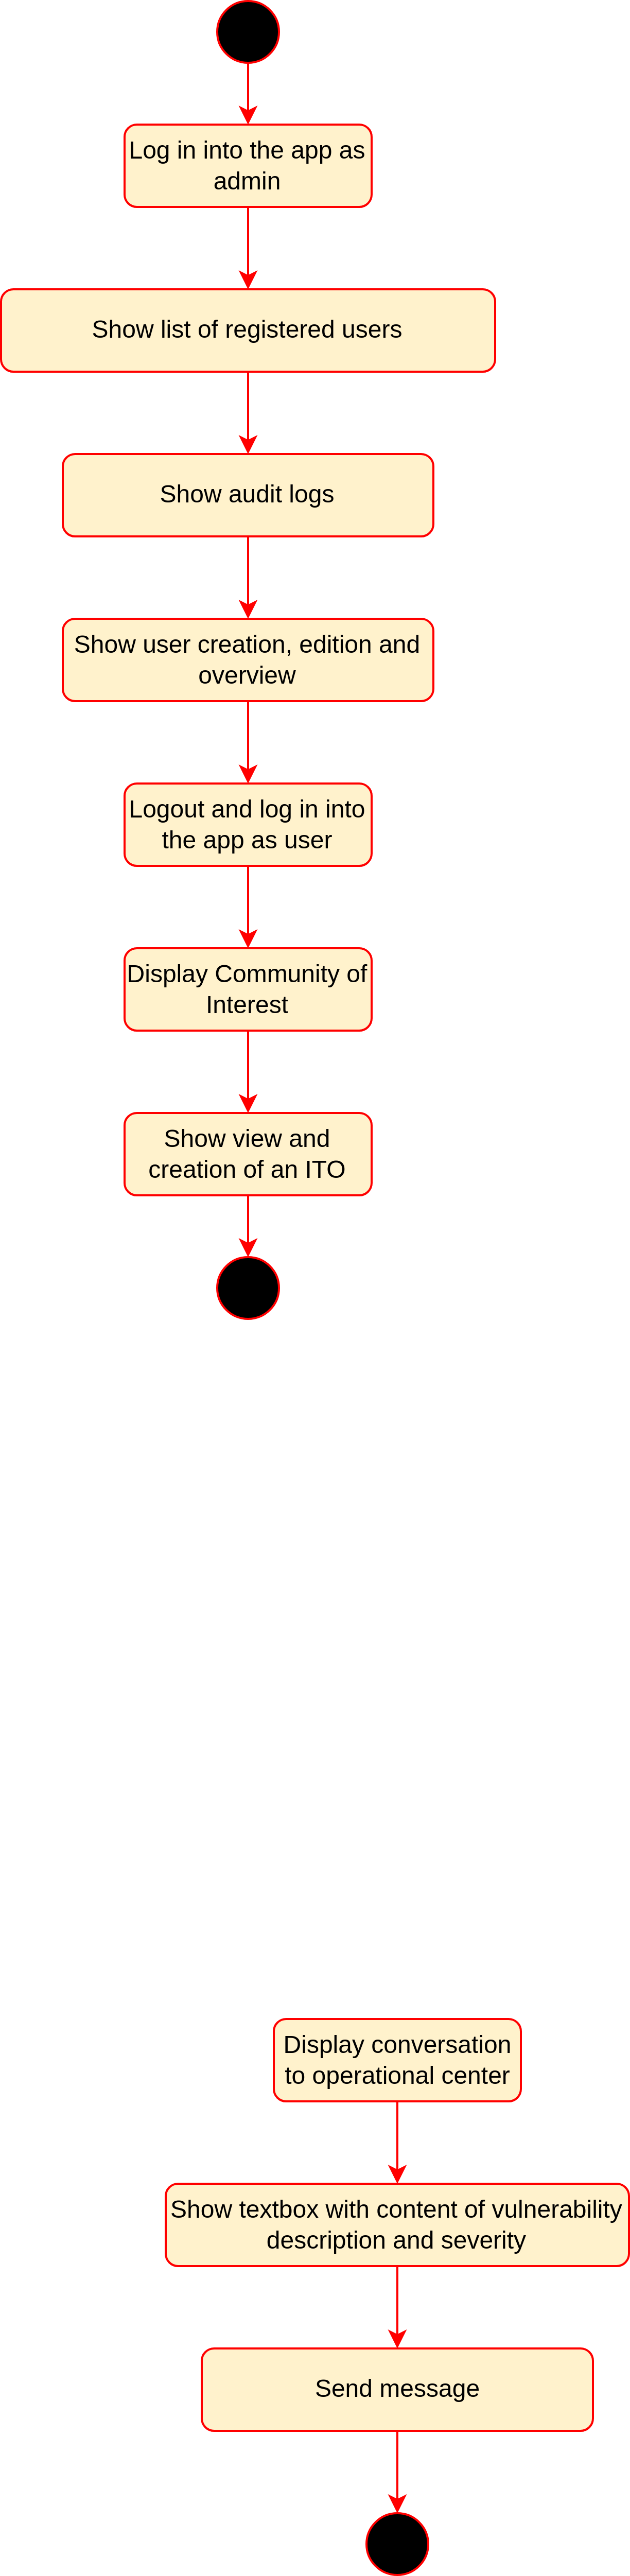 Log in into the app as
admin
Show list of registered users
Show audit logs
Show user creation, edition and
overview
Logout and log in into
the app as user
Display Community of
Interest
Show view and
creation of an ITO
Display conversation
to operational center
Show textbox with content of vulnerability
description and severity
Send message